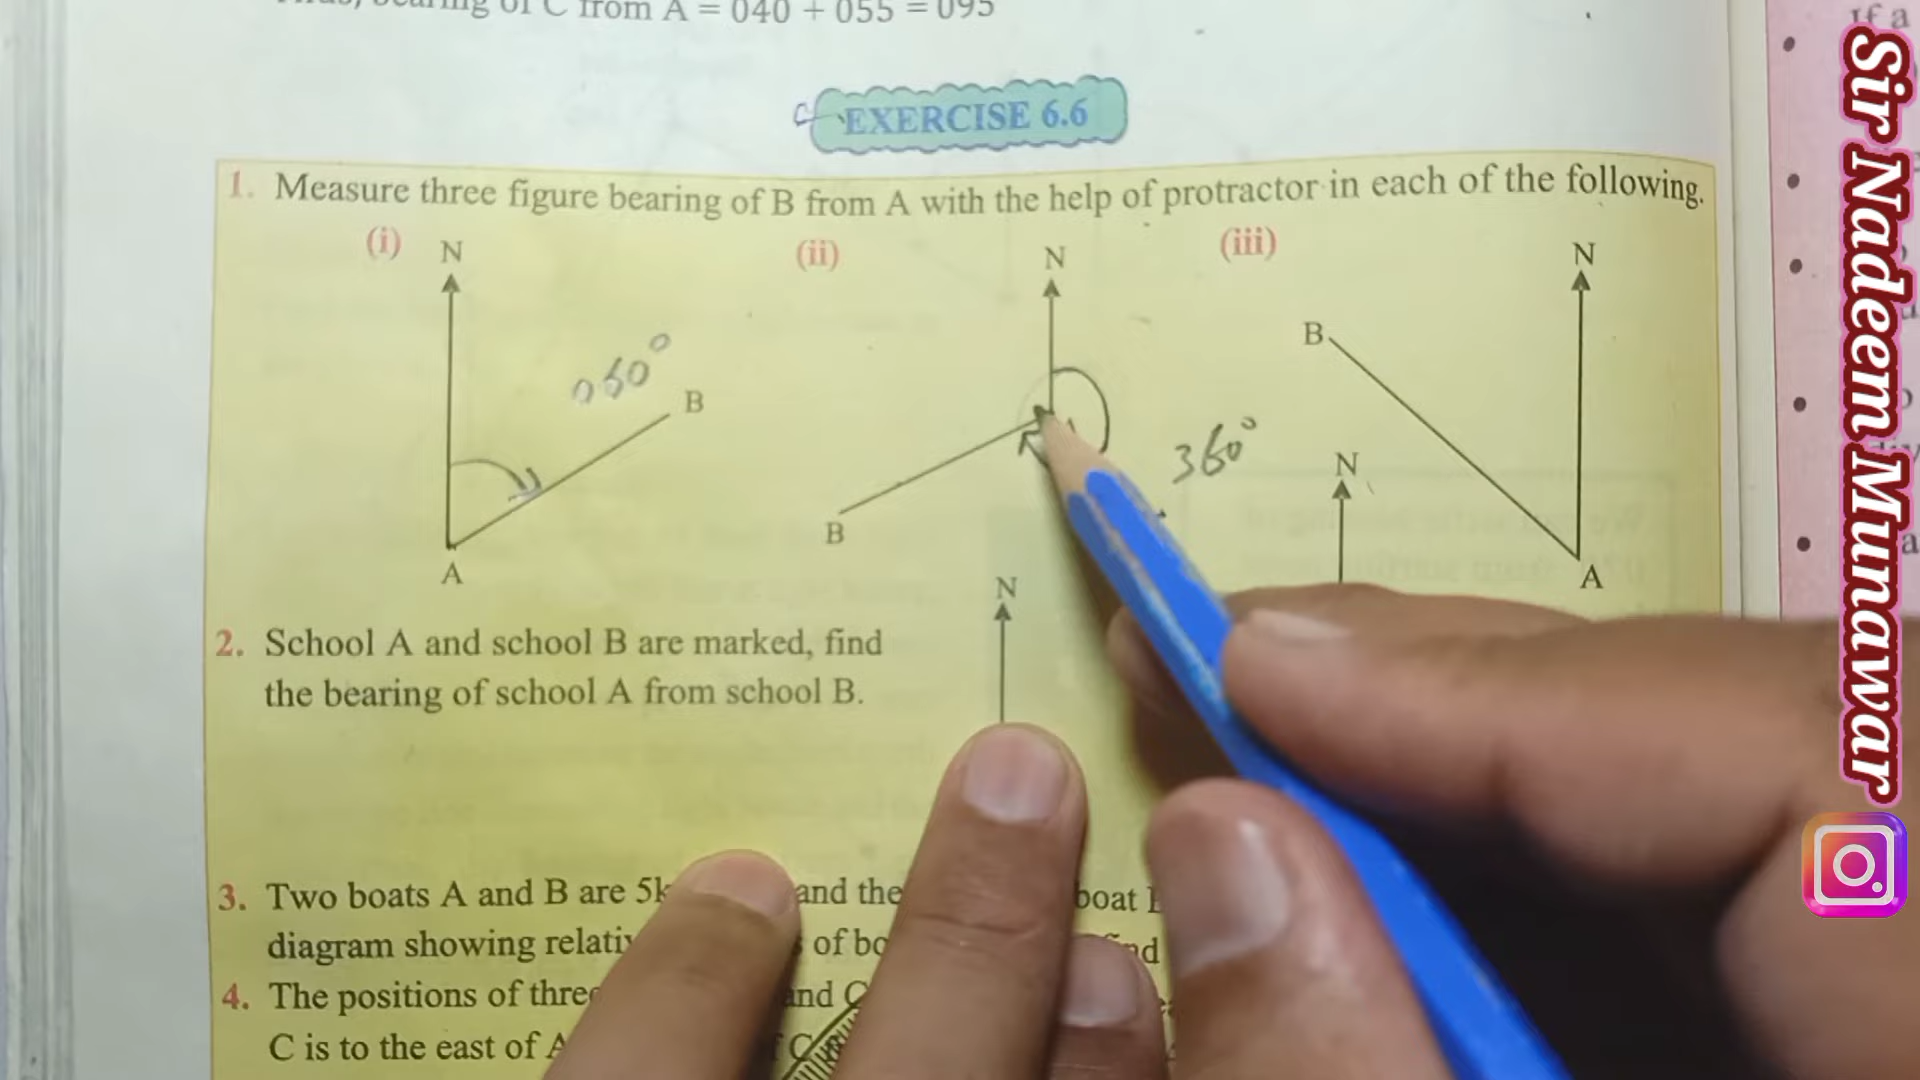 bearing of C from A = 040 + 055 = 095
EXERCISE 6.6
1. Measure three figure bearing of B from A with the help of protractor in each of the following.
(i) N
060°
B
A
(ii) N
B
360°
(iii) N
B
A
N
N
2. School A and school B are marked, find
the bearing of school A from school B.
3. Two boats A and B are 5k and the boat
diagram showing of
4. The positions of and C
C is to the east of A
If a
Sir Nadeem Munawar